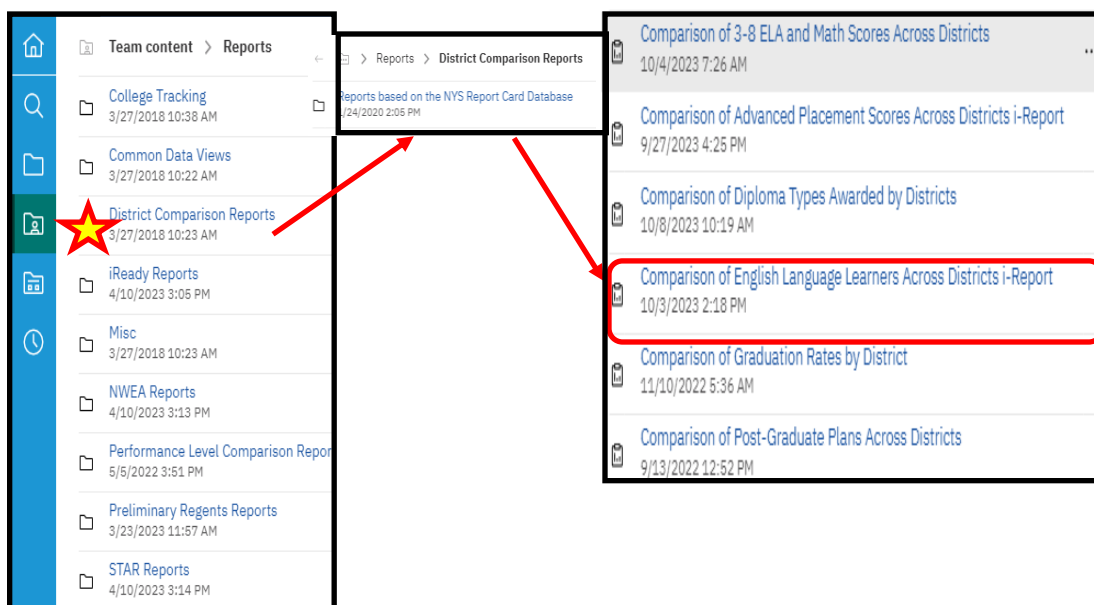 Team content > Reports
College Tracking
3/27/2018 10:38 AM
Common Data Views
3/27/2018 10:22 AM
District Comparison Reports
3/27/2018 10:23 AM
iReady Reports
4/10/2023 3:05 PM
Misc
3/27/2018 10:23 AM
NWEA Reports
4/10/2023 3:13 PM
Performance Level Comparison Repor
5/5/2022 3:51 PM
Preliminary Regents Reports
3/23/2023 11:57 AM
STAR Reports
4/10/2023 3:14 PM
> Reports > District Comparison Reports
Reports based on the NYS Report Card Database
/24/2020 2:05 PM
Comparison of 3-8 ELA and Math Scores Across Districts
10/4/2023 7:26 AM
Comparison of Advanced Placement Scores Across Districts i-Report
9/27/2023 4:25 PM
Comparison of Diploma Types Awarded by Districts
10/8/2023 10:19 AM
Comparison of English Language Learners Across Districts i-Report
10/3/2023 2:18 PM
Comparison of Graduation Rates by District
11/10/2022 5:36 AM
Comparison of Post-Graduate Plans Across Districts
9/13/2022 12:52 PM